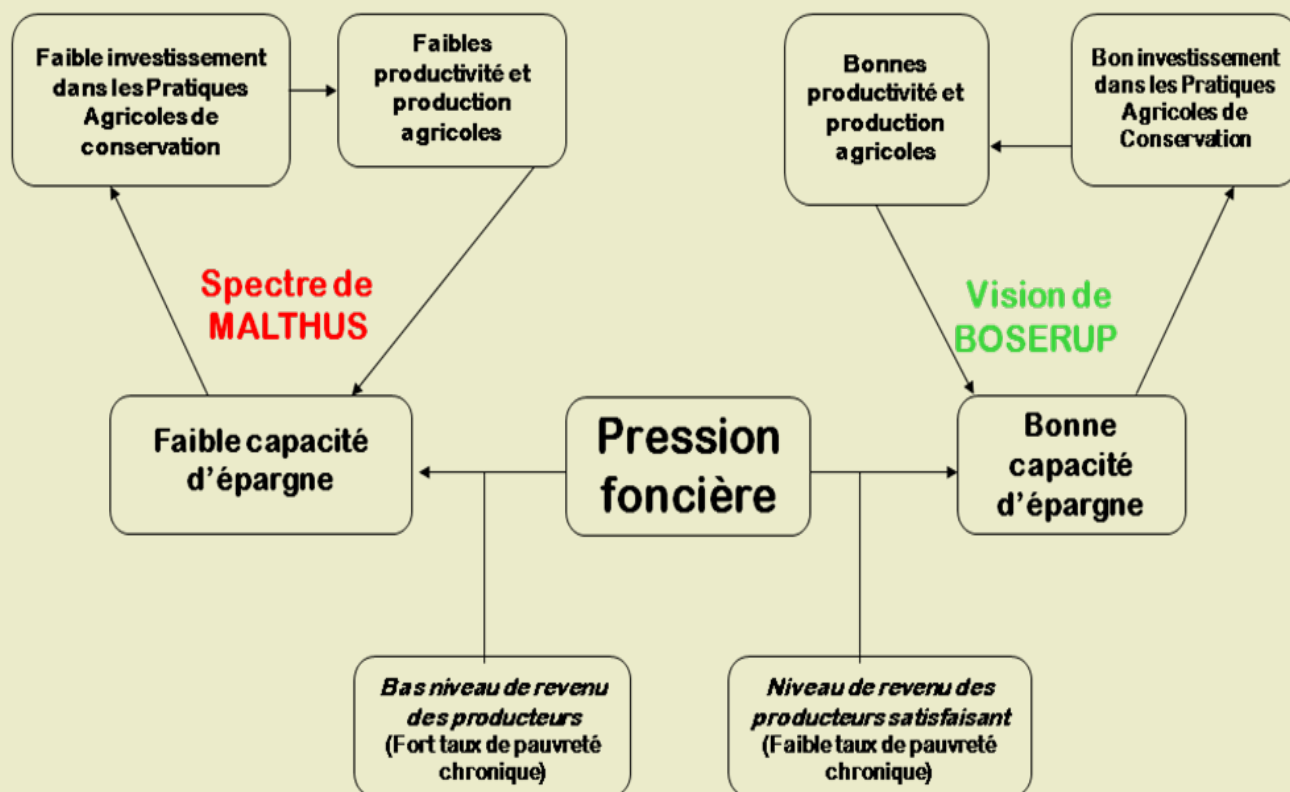 Faible investissement
dans les Pratiques
Agricoles de
conservation
Faibles
productivité et
production
agricoles
Bonnes
productivité et
production
agricoles
Bon investissement
dans les Pratiques
Agricoles de
Conservation
Spectre de
MALTHUS
Vision de
BOSERUP
Faible capacité
d'épargne
Pression
foncière
Bonne
capacité
d'épargne
Bas niveau de revenu
des producteurs
(Fort taux de pauvreté
chronique)
Niveau de revenu des
producteurs satisfaisant
(Faible taux de pauvreté
chronique)